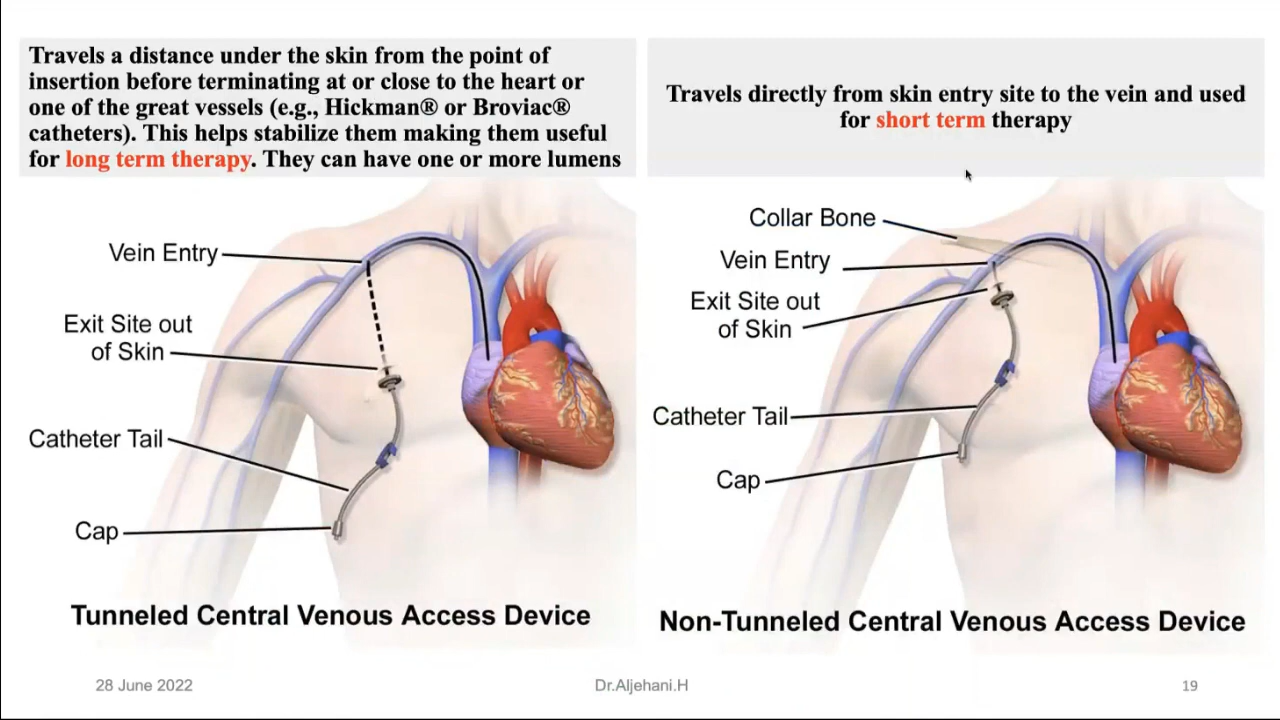 Travels a distance under the skin from the point of
insertion before terminating at or close to the heart or
one of the great vessels (e.g., Hickman® or Broviac®
catheters). This helps stabilize them making them useful
for long term therapy. They can have one or more lumens
Vein Entry
Exit Site out
of Skin
Catheter Tail
Cap
Tunneled Central Venous Access Device
Travels directly from skin entry site to the vein and used
for short term therapy
Collar Bone
Vein Entry
Exit Site out
of Skin
Catheter Tail
Cap
Non-Tunneled Central Venous Access Device
28 June 2022
Dr.Aljehani.H
19